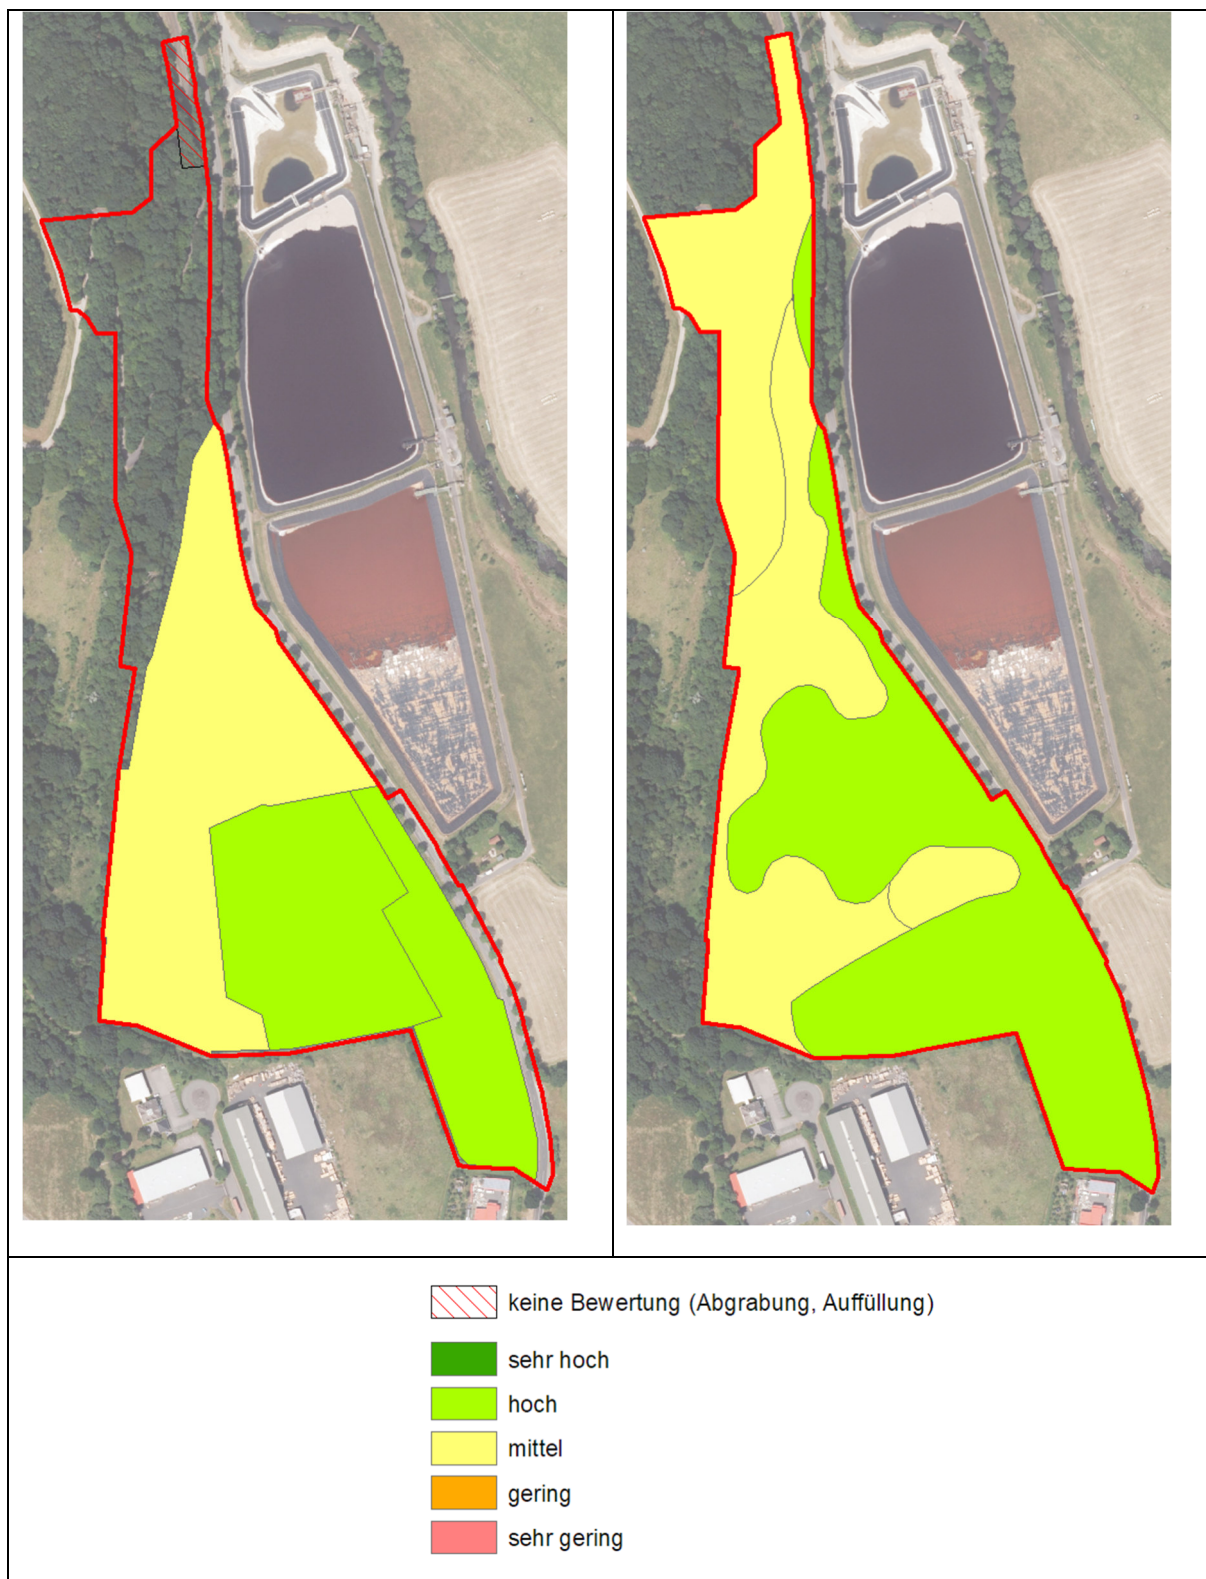 keine Bewertung (Abgrabung, Auffüllung)
sehr hoch
hoch
mittel
gering
sehr gering